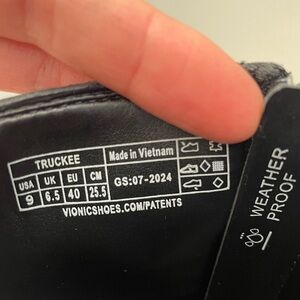 TRUCKEE
Made in Vietnam
USA UK EU CM
9 6.5 40 25.5
GS:07-2024
VIONICSHOES.COM/PATENTS
WEATHER
PROOF